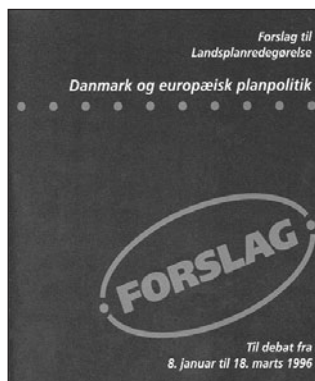 Forslag til
Landsplanredegørelse
Danmark og europæisk planpolitik
FORSLAG
Til debat fra
8. januar til 18. marts 1996